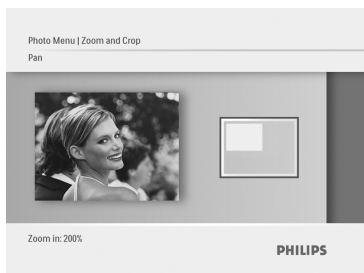 Photo Menu | Zoom and Crop
Pan
Zoom in: 200%
PHILIPS